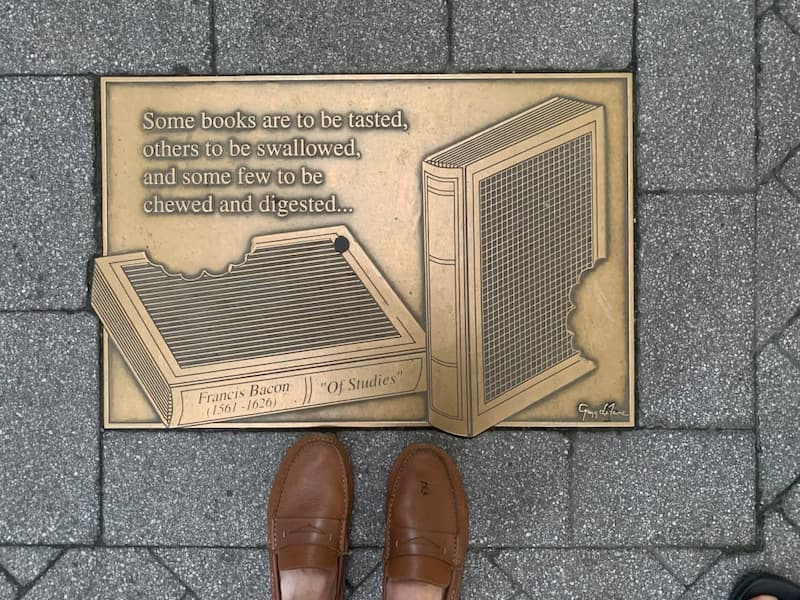 Some books are to be tasted,
others to be swallowed,
and some few to be
chewed and digested...
Francis Bacon
(1561 -1626)
"Of Studies"